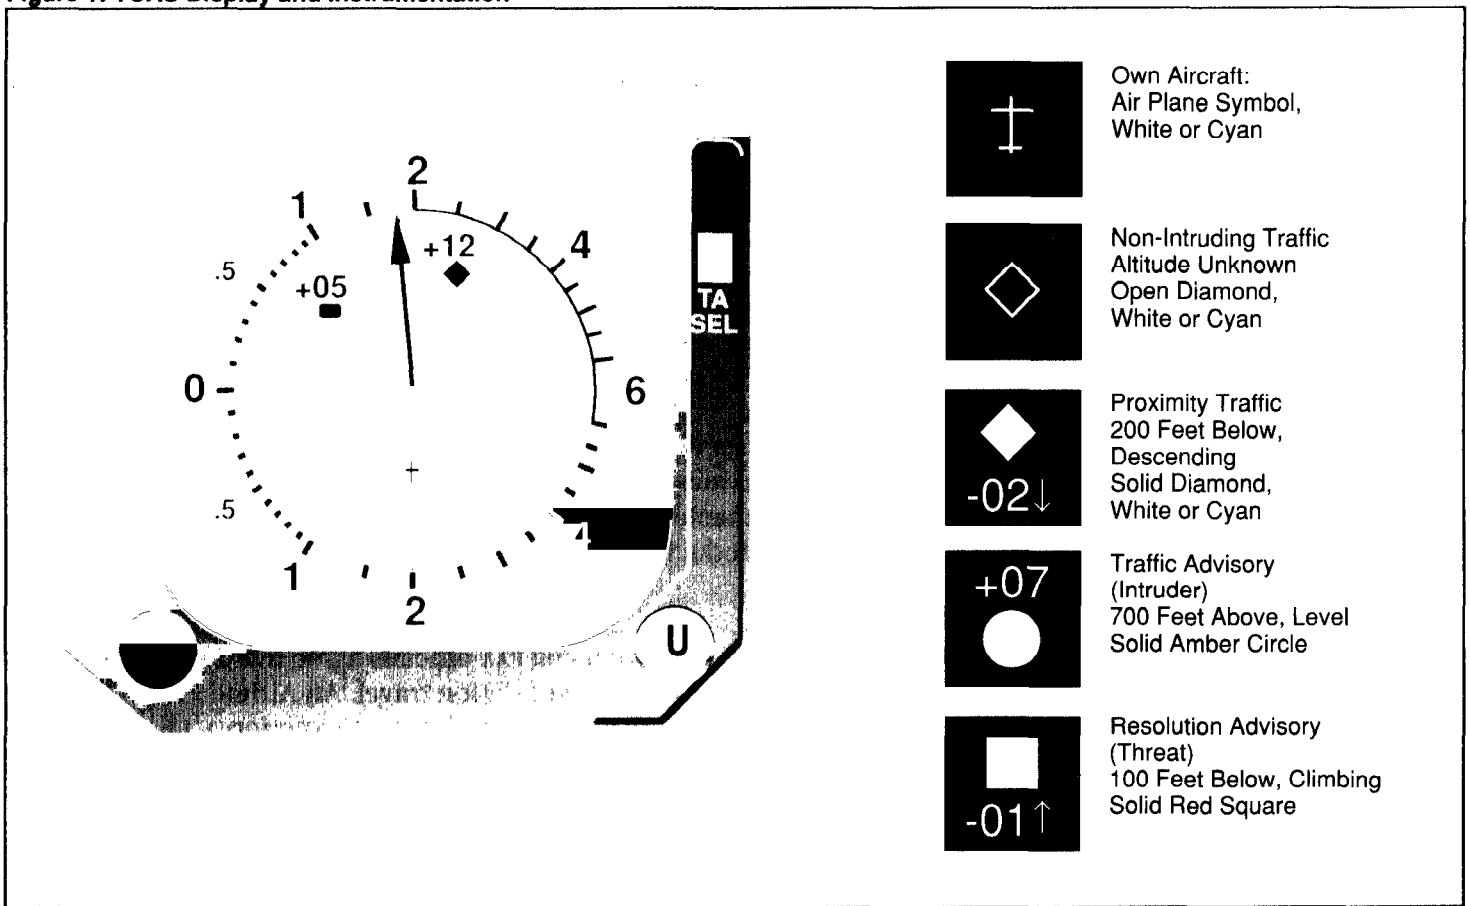 Figure 1: TCAS Display and Instrumentation
2
1
4
+12
.5
+05
TA
SEL
0
6
.5
4
1
2
U
Own Aircraft:
Air Plane Symbol,
White or Cyan
Non-Intruding Traffic
Altitude Unknown
Open Diamond,
White or Cyan
-02↓
Proximity Traffic
200 Feet Below,
Descending
Solid Diamond,
White or Cyan
+07
Traffic Advisory
(Intruder)
700 Feet Above, Level
Solid Amber Circle
-01↑
Resolution Advisory
(Threat)
100 Feet Below, Climbing
Solid Red Square